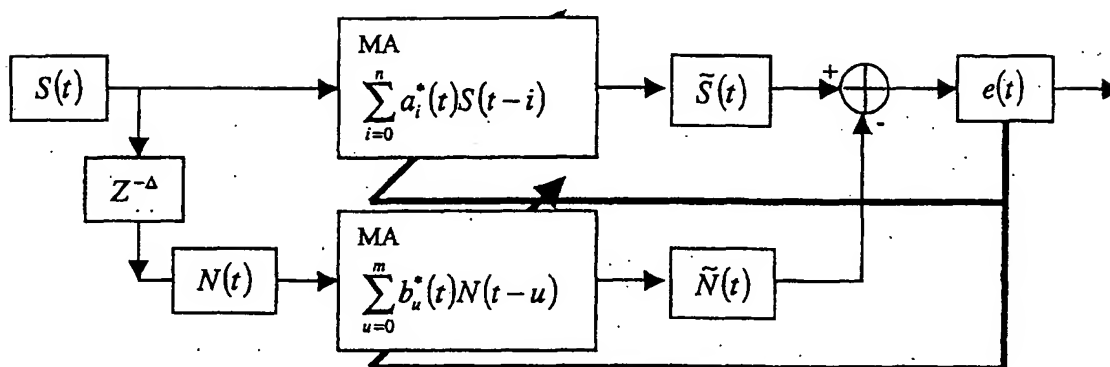 S(t)
MA
n
∑ a_i^*(t)S(t−i)
i=0
S̃(t)
+
-
e(t)
Z^{-Δ}
N(t)
MA
m
∑ b_u^*(t)N(t−u)
u=0
Ñ(t)